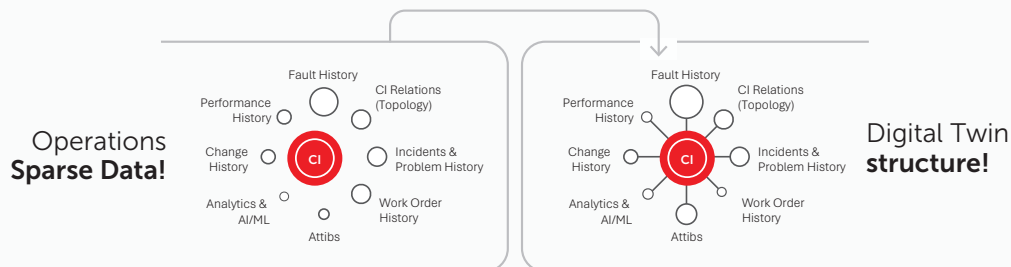 Operations
Sparse Data!
Fault History
CI Relations
(Topology)
Performance
History
Change
History
CI
Incidents &
Problem History
Analytics &
AI/ML
Work Order
History
Attibs
Fault History
CI Relations
(Topology)
Performance
History
Change
History
CI
Incidents &
Problem History
Analytics &
AI/ML
Work Order
History
Attibs
Digital Twin
structure!